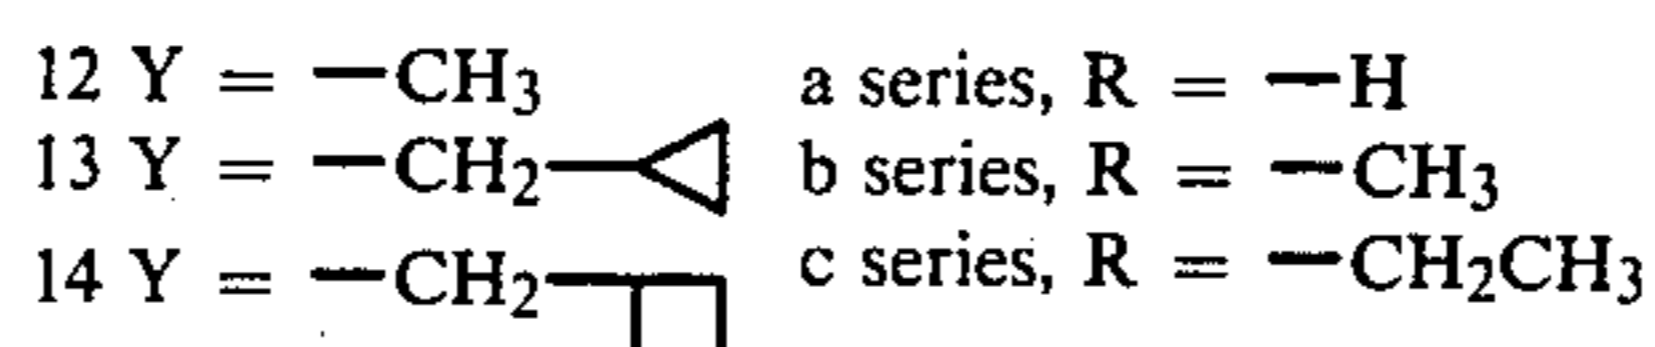 12 Y = —CH₃ a series, R = —H
13 Y = —CH₂— b series, R = —CH₃
14 Y = —CH₂— c series, R = —CH₂CH₃